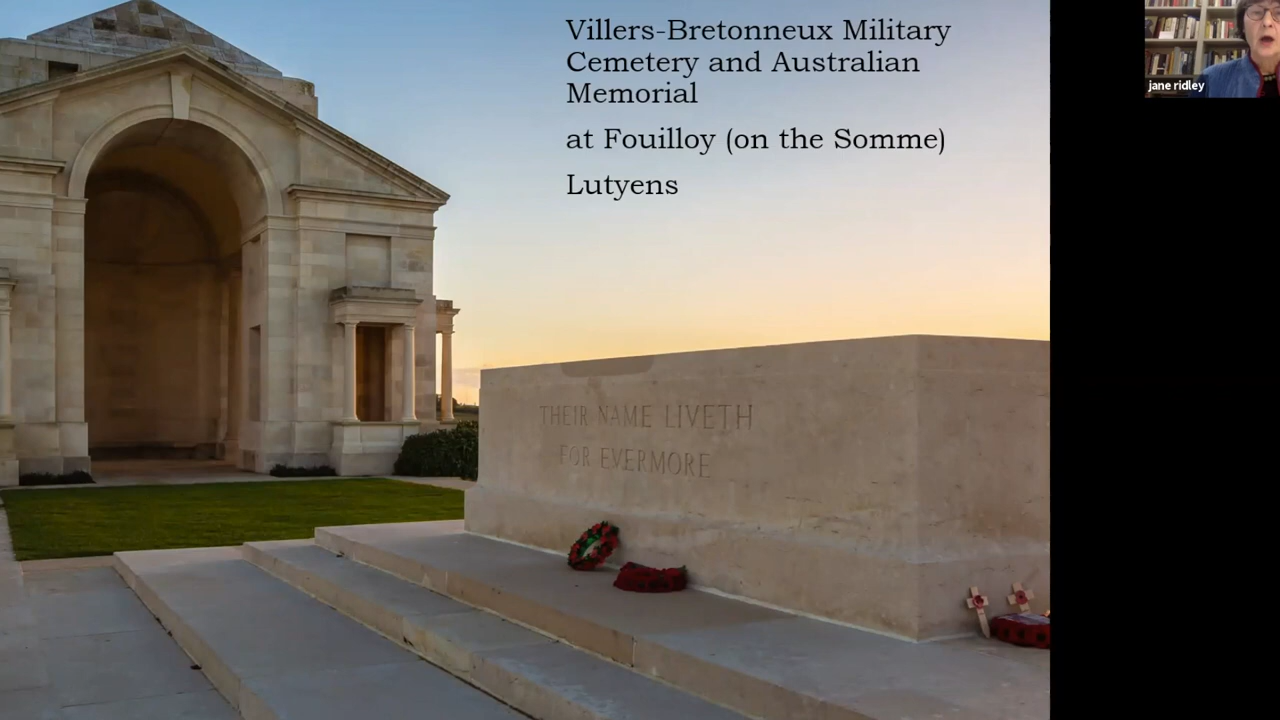 Villers-Bretonneux Military
Cemetery and Australian
Memorial
at Fouilloy (on the Somme)
Lutyens
jane ridley
THEIR NAME LIVETH
FOR EVERMORE